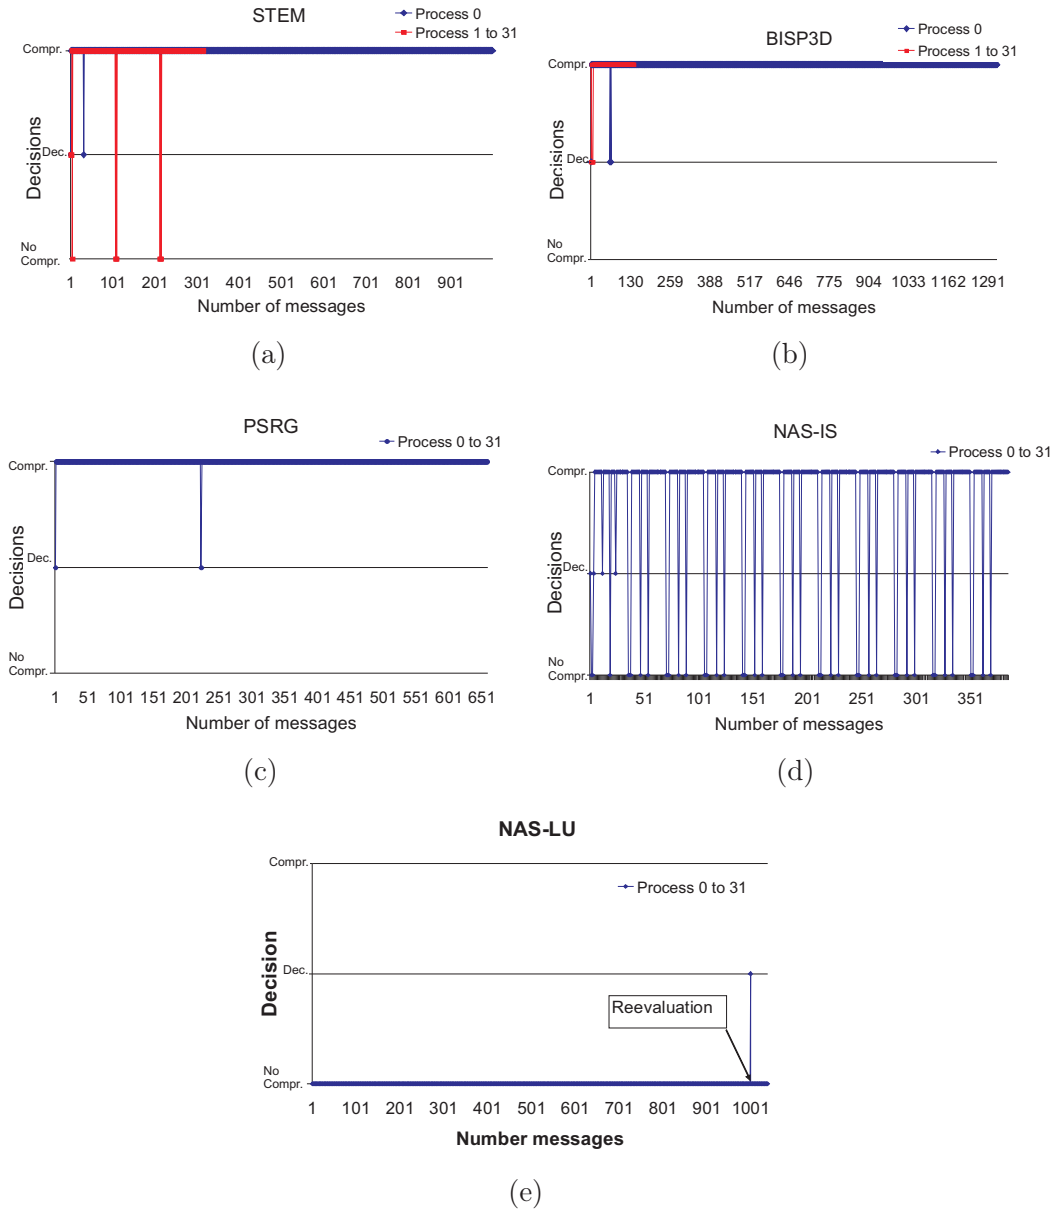 STEM
Process 0
Process 1 to 31
Compr.
Dec.
No
Compr.
Decisions
1 101 201 301 401 501 601 701 801 901
Number of messages
(a)
BISP3D
Process 0
Process 1 to 31
Compr.
Dec.
No
Compr.
Decisions
1 130 259 388 517 646 775 904 1033 1162 1291
Number of messages
(b)
PSRG
Process 0 to 31
Compr.
Dec.
No
Compr.
Decisions
1 51 101 151 201 251 301 351 401 451 501 551 601 651
Number of messages
(c)
NAS-IS
Process 0 to 31
Compr.
Dec.
No
Compr.
Decisions
1 51 101 151 201 251 301 351
Number of messages
(d)
NAS-LU
Compr.
Process 0 to 31
Dec.
Reevaluation
No
Compr.
Decision
1 101 201 301 401 501 601 701 801 901 1001
Number messages
(e)